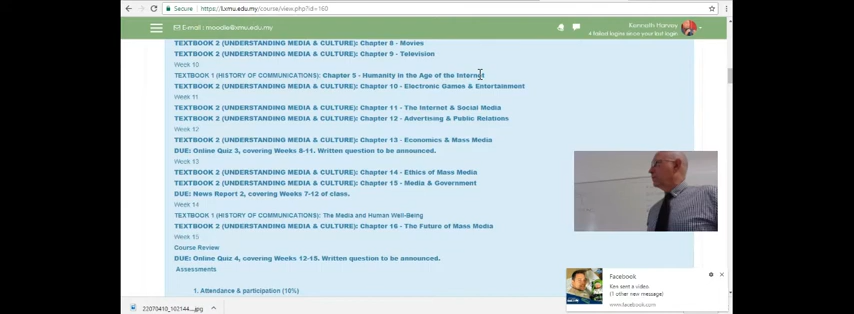 Secure
https://l.xmu.edu.my/course/view.php?id=160
E-mail : moodle@xmu.edu.my
Kenneth Harvey
4 failed logins since your last login
TEXTBOOK 2 (UNDERSTANDING MEDIA & CULTURE): Chapter 8 - Movies
TEXTBOOK 2 (UNDERSTANDING MEDIA & CULTURE): Chapter 9 - Television
Week 10
TEXTBOOK 1 (HISTORY OF COMMUNICATIONS): Chapter 5 - Humanity in the Age of the Internet
TEXTBOOK 2 (UNDERSTANDING MEDIA & CULTURE): Chapter 10 - Electronic Games & Entertainment
Week 11
TEXTBOOK 2 (UNDERSTANDING MEDIA & CULTURE): Chapter 11 - The Internet & Social Media
TEXTBOOK 2 (UNDERSTANDING MEDIA & CULTURE): Chapter 12 - Advertising & Public Relations
Week 12
TEXTBOOK 2 (UNDERSTANDING MEDIA & CULTURE): Chapter 13 - Economics & Mass Media
DUE: Online Quiz 3, covering Weeks 8-11. Written question to be announced.
Week 13
TEXTBOOK 2 (UNDERSTANDING MEDIA & CULTURE): Chapter 14 - Ethics of Mass Media
TEXTBOOK 2 (UNDERSTANDING MEDIA & CULTURE): Chapter 15 - Media & Government
DUE: News Report 2, covering Weeks 7-12 of class.
Week 14
TEXTBOOK 1 (HISTORY OF COMMUNICATIONS): The Media and Human Well-Being
TEXTBOOK 2 (UNDERSTANDING MEDIA & CULTURE): Chapter 16 - The Future of Mass Media
Week 15
Course Review
DUE: Online Quiz 4, covering Weeks 12-15. Written question to be announced.
Assessments
1. Attendance & participation (10%)
Facebook
Ken sent a video.
(1 other new message)
www.facebook.com
22070410_102144....jpg